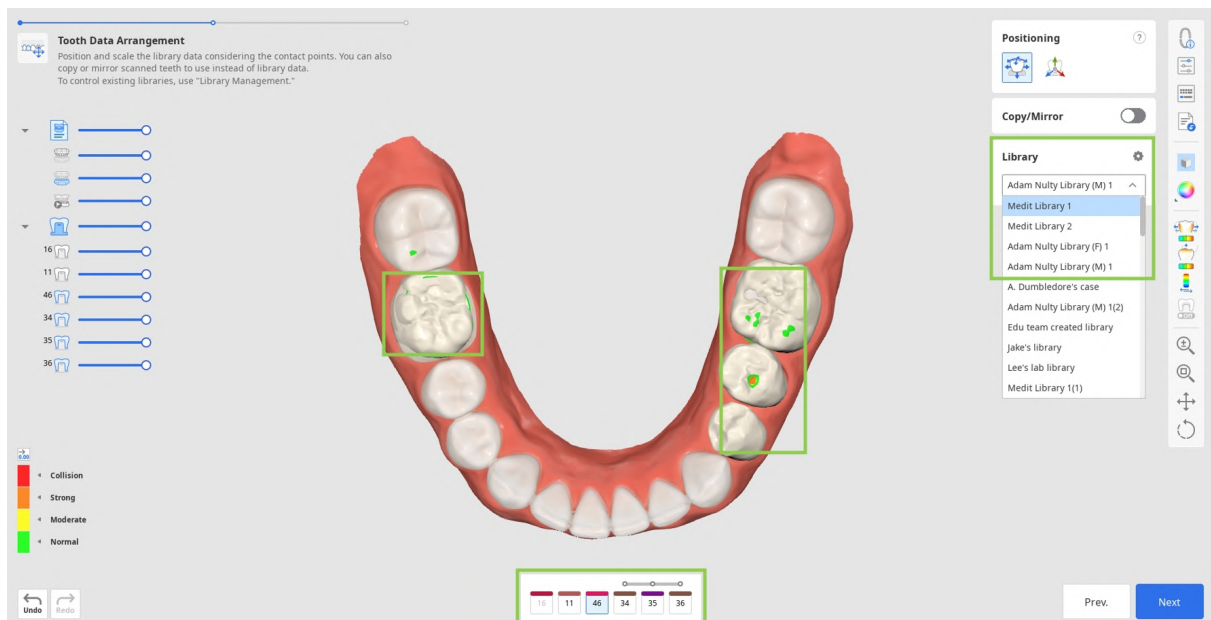 Tooth Data Arrangement
Position and scale the library data considering the contact points. You can also
copy or mirror scanned teeth to use instead of library data.
To control existing libraries, use "Library Management."
16
11
46
34
35
36
0.00
Collision
Strong
Moderate
Normal
Undo
Redo
16 11 46 34 35 36
Positioning
?
Copy/Mirror
Library
Adam Nulty Library (M) 1
Medit Library 1
Medit Library 2
Adam Nulty Library (F) 1
Adam Nulty Library (M) 1
A. Dumbledore's case
Adam Nulty Library (M) 1(2)
Edu team created library
Jake's library
Lee's lab library
Medit Library 1(1)
Prev.
Next